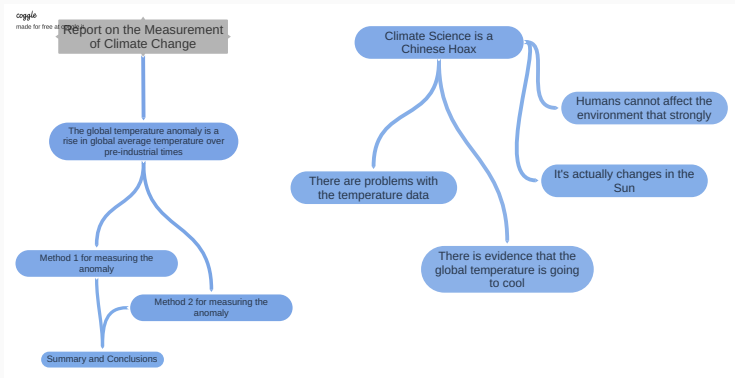 coggle
made for free at coggle.it
Report on the Measurement
of Climate Change
The global temperature anomaly is a
rise in global average temperature over
pre-industrial times
Method 1 for measuring the
anomaly
Method 2 for measuring the
anomaly
Summary and Conclusions
Climate Science is a
Chinese Hoax
Humans cannot affect the
environment that strongly
It's actually changes in the
Sun
There are problems with
the temperature data
There is evidence that the
global temperature is going
to cool